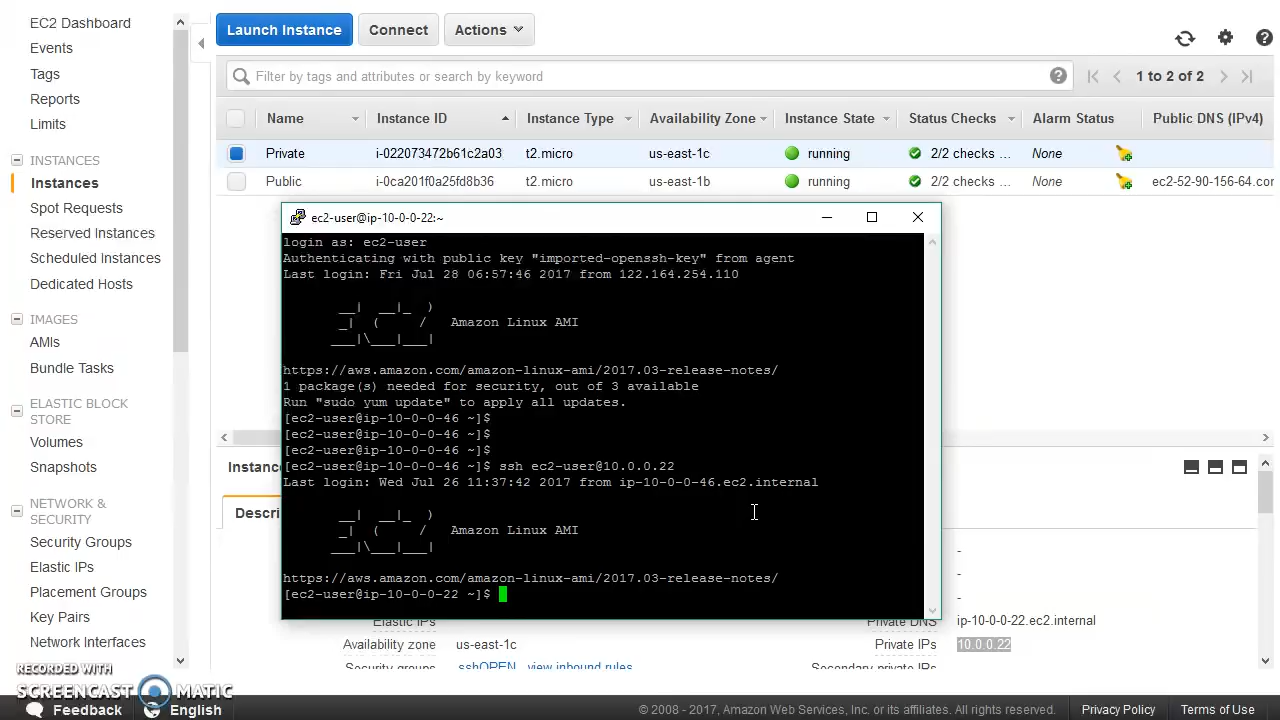 EC2 Dashboard
Events
Tags
Reports
Limits
INSTANCES
Instances
Spot Requests
Reserved Instances
Scheduled Instances
Dedicated Hosts
IMAGES
AMIs
Bundle Tasks
ELASTIC BLOCK
STORE
Volumes
Snapshots
NETWORK &
SECURITY
Security Groups
Elastic IPs
Placement Groups
Key Pairs
Network Interfaces
Launch Instance Connect Actions
Filter by tags and attributes or search by keyword
1 to 2 of 2
Name Instance ID Instance Type Availability Zone Instance State Status Checks Alarm Status Public DNS (IPv4)
Private i-022073472b61c2a03 t2.micro us-east-1c running 2/2 checks ... None
Public i-0ca201f0a25fd8b36 t2.micro us-east-1b running 2/2 checks ... None ec2-52-90-156-64.cor
ec2-user@ip-10-0-0-22:~
login as: ec2-user
Authenticating with public key "imported-openssh-key" from agent
Last login: Fri Jul 28 06:57:46 2017 from 122.164.254.110
__| __|_ )
_| ( / Amazon Linux AMI
___|\___|___|
https://aws.amazon.com/amazon-linux-ami/2017.03-release-notes/
1 package(s) needed for security, out of 3 available
Run "sudo yum update" to apply all updates.
[ec2-user@ip-10-0-0-46 ~]$
[ec2-user@ip-10-0-0-46 ~]$
[ec2-user@ip-10-0-0-46 ~]$
[ec2-user@ip-10-0-0-46 ~]$ ssh ec2-user@10.0.0.22
Last login: Wed Jul 26 11:37:42 2017 from ip-10-0-0-46.ec2.internal
__| __|_ )
_| ( / Amazon Linux AMI
___|\___|___|
https://aws.amazon.com/amazon-linux-ami/2017.03-release-notes/
[ec2-user@ip-10-0-0-22 ~]$
Instanc
Descri
-
-
-
Elastic IPs Private DNS ip-10-0-0-22.ec2.internal
Availability zone us-east-1c Private IPs 10.0.0.22
Security groups sshOPEN view inbound rules Secondary private IPs
RECORDED WITH
SCREENCAST MATIC
Feedback English © 2008 - 2017, Amazon Web Services, Inc. or its affiliates. All rights reserved. Privacy Policy Terms of Use